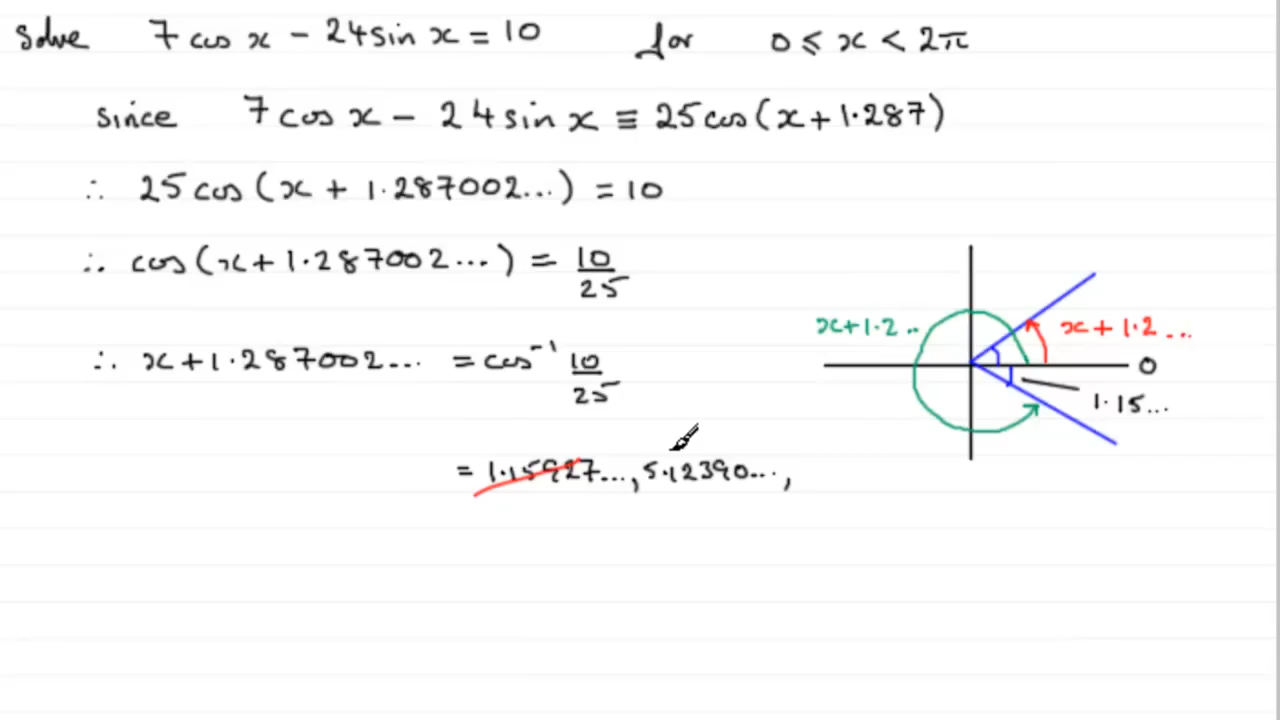 Solve 7 cos x - 24 sin x = 10 for 0 ≤ x < 2π
since 7 cos x - 24 sin x ≡ 25 cos(x + 1.287)
∴ 25 cos(x + 1.287002...) = 10
∴ cos(x + 1.287002...) = 10/25
∴ x + 1.287002... = cos⁻¹ 10/25
= 1.15927..., 5.12390...,
x+1.2..
x + 1.2...
0
1.15...